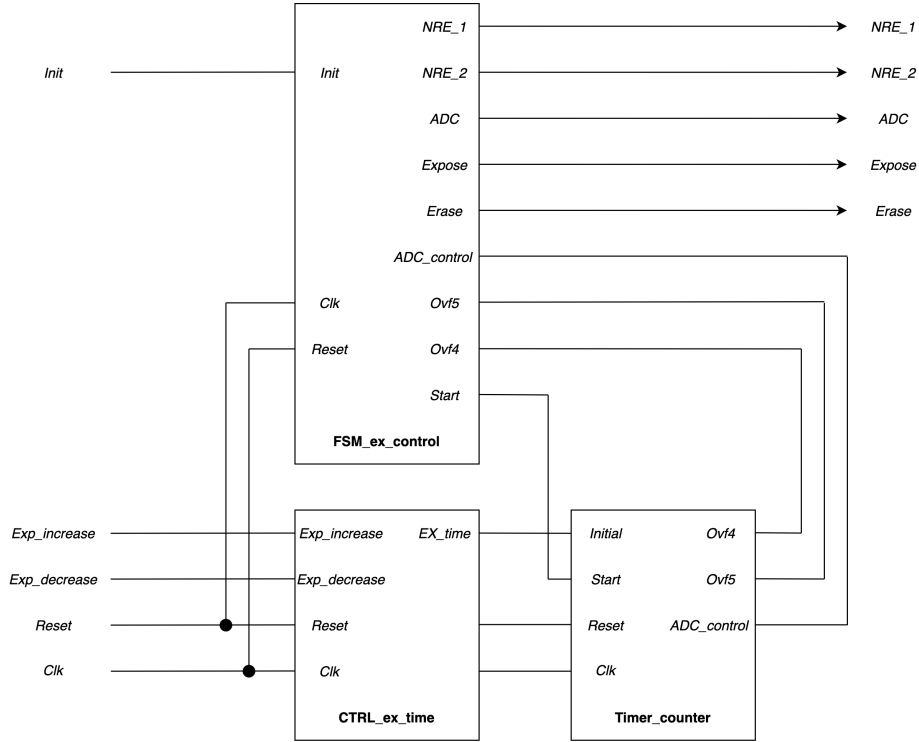 NRE_1
NRE_1
Init
Init
NRE_2
NRE_2
ADC
ADC
Expose
Expose
Erase
Erase
ADC_control
Clk
Ovf5
Reset
Ovf4
Start
FSM_ex_control
Exp_increase
Exp_increase
EX_time
Initial
Ovf4
Exp_decrease
Exp_decrease
Start
Ovf5
Reset
Reset
Reset
ADC_control
Clk
Clk
Clk
CTRL_ex_time
Timer_counter